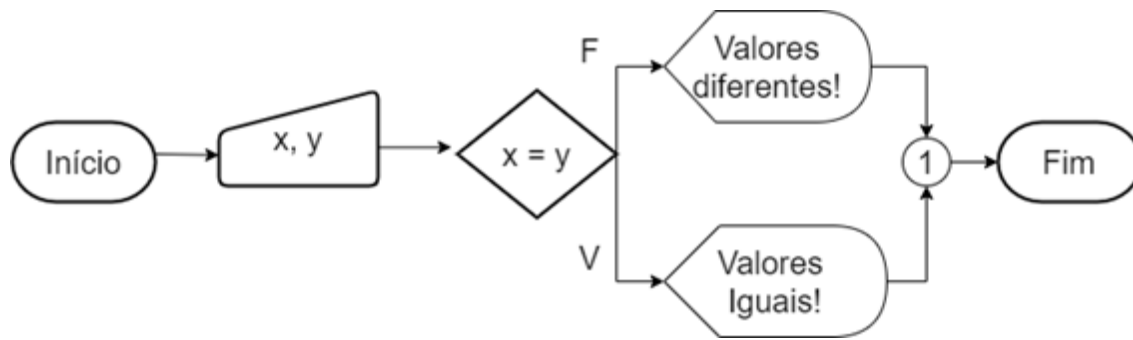 Início
x, y
x = y
F
Valores
diferentes!
V
Valores
Iguais!
1
Fim